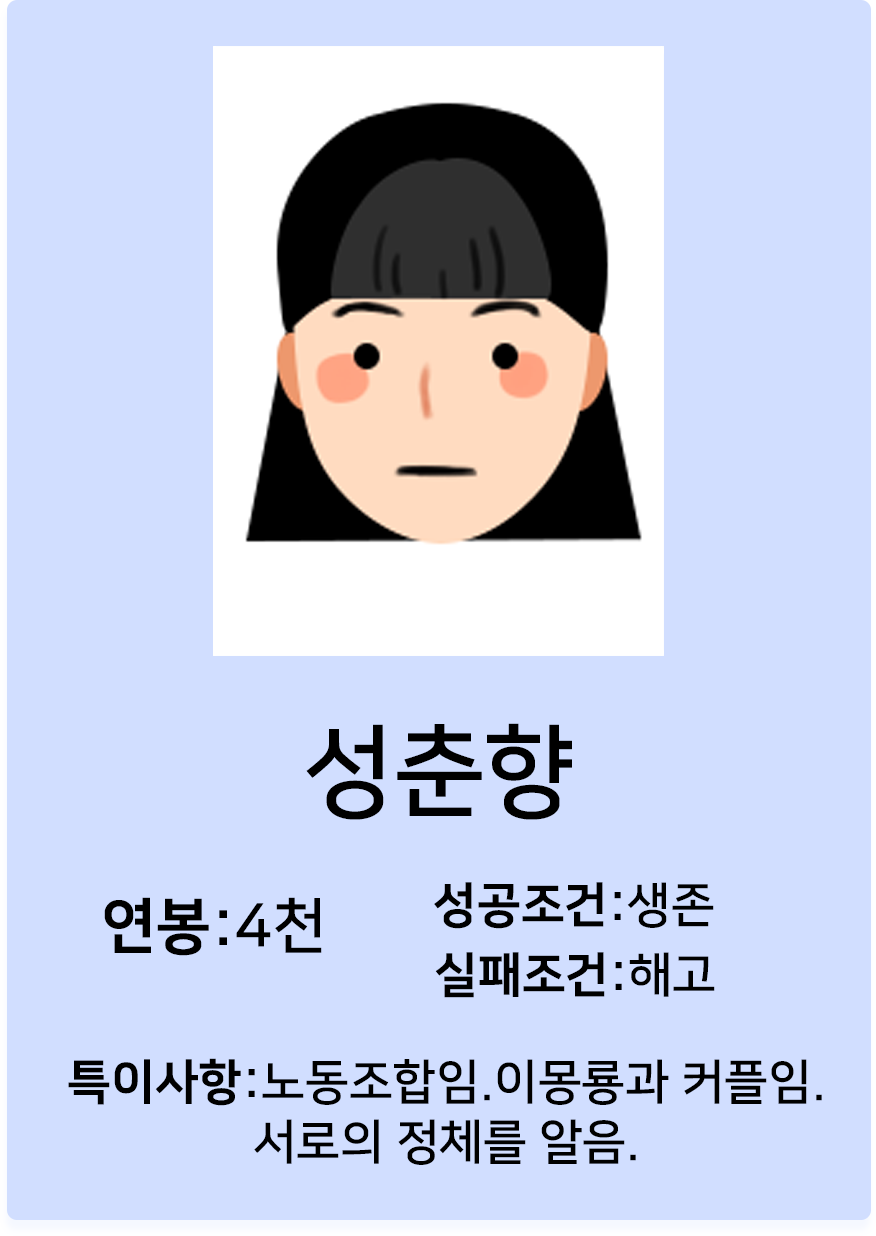 성춘향
연봉:4천
성공조건:생존
실패조건:해고
특이사항:노동조합임.이몽룡과 커플임.
서로의 정체를 알음.